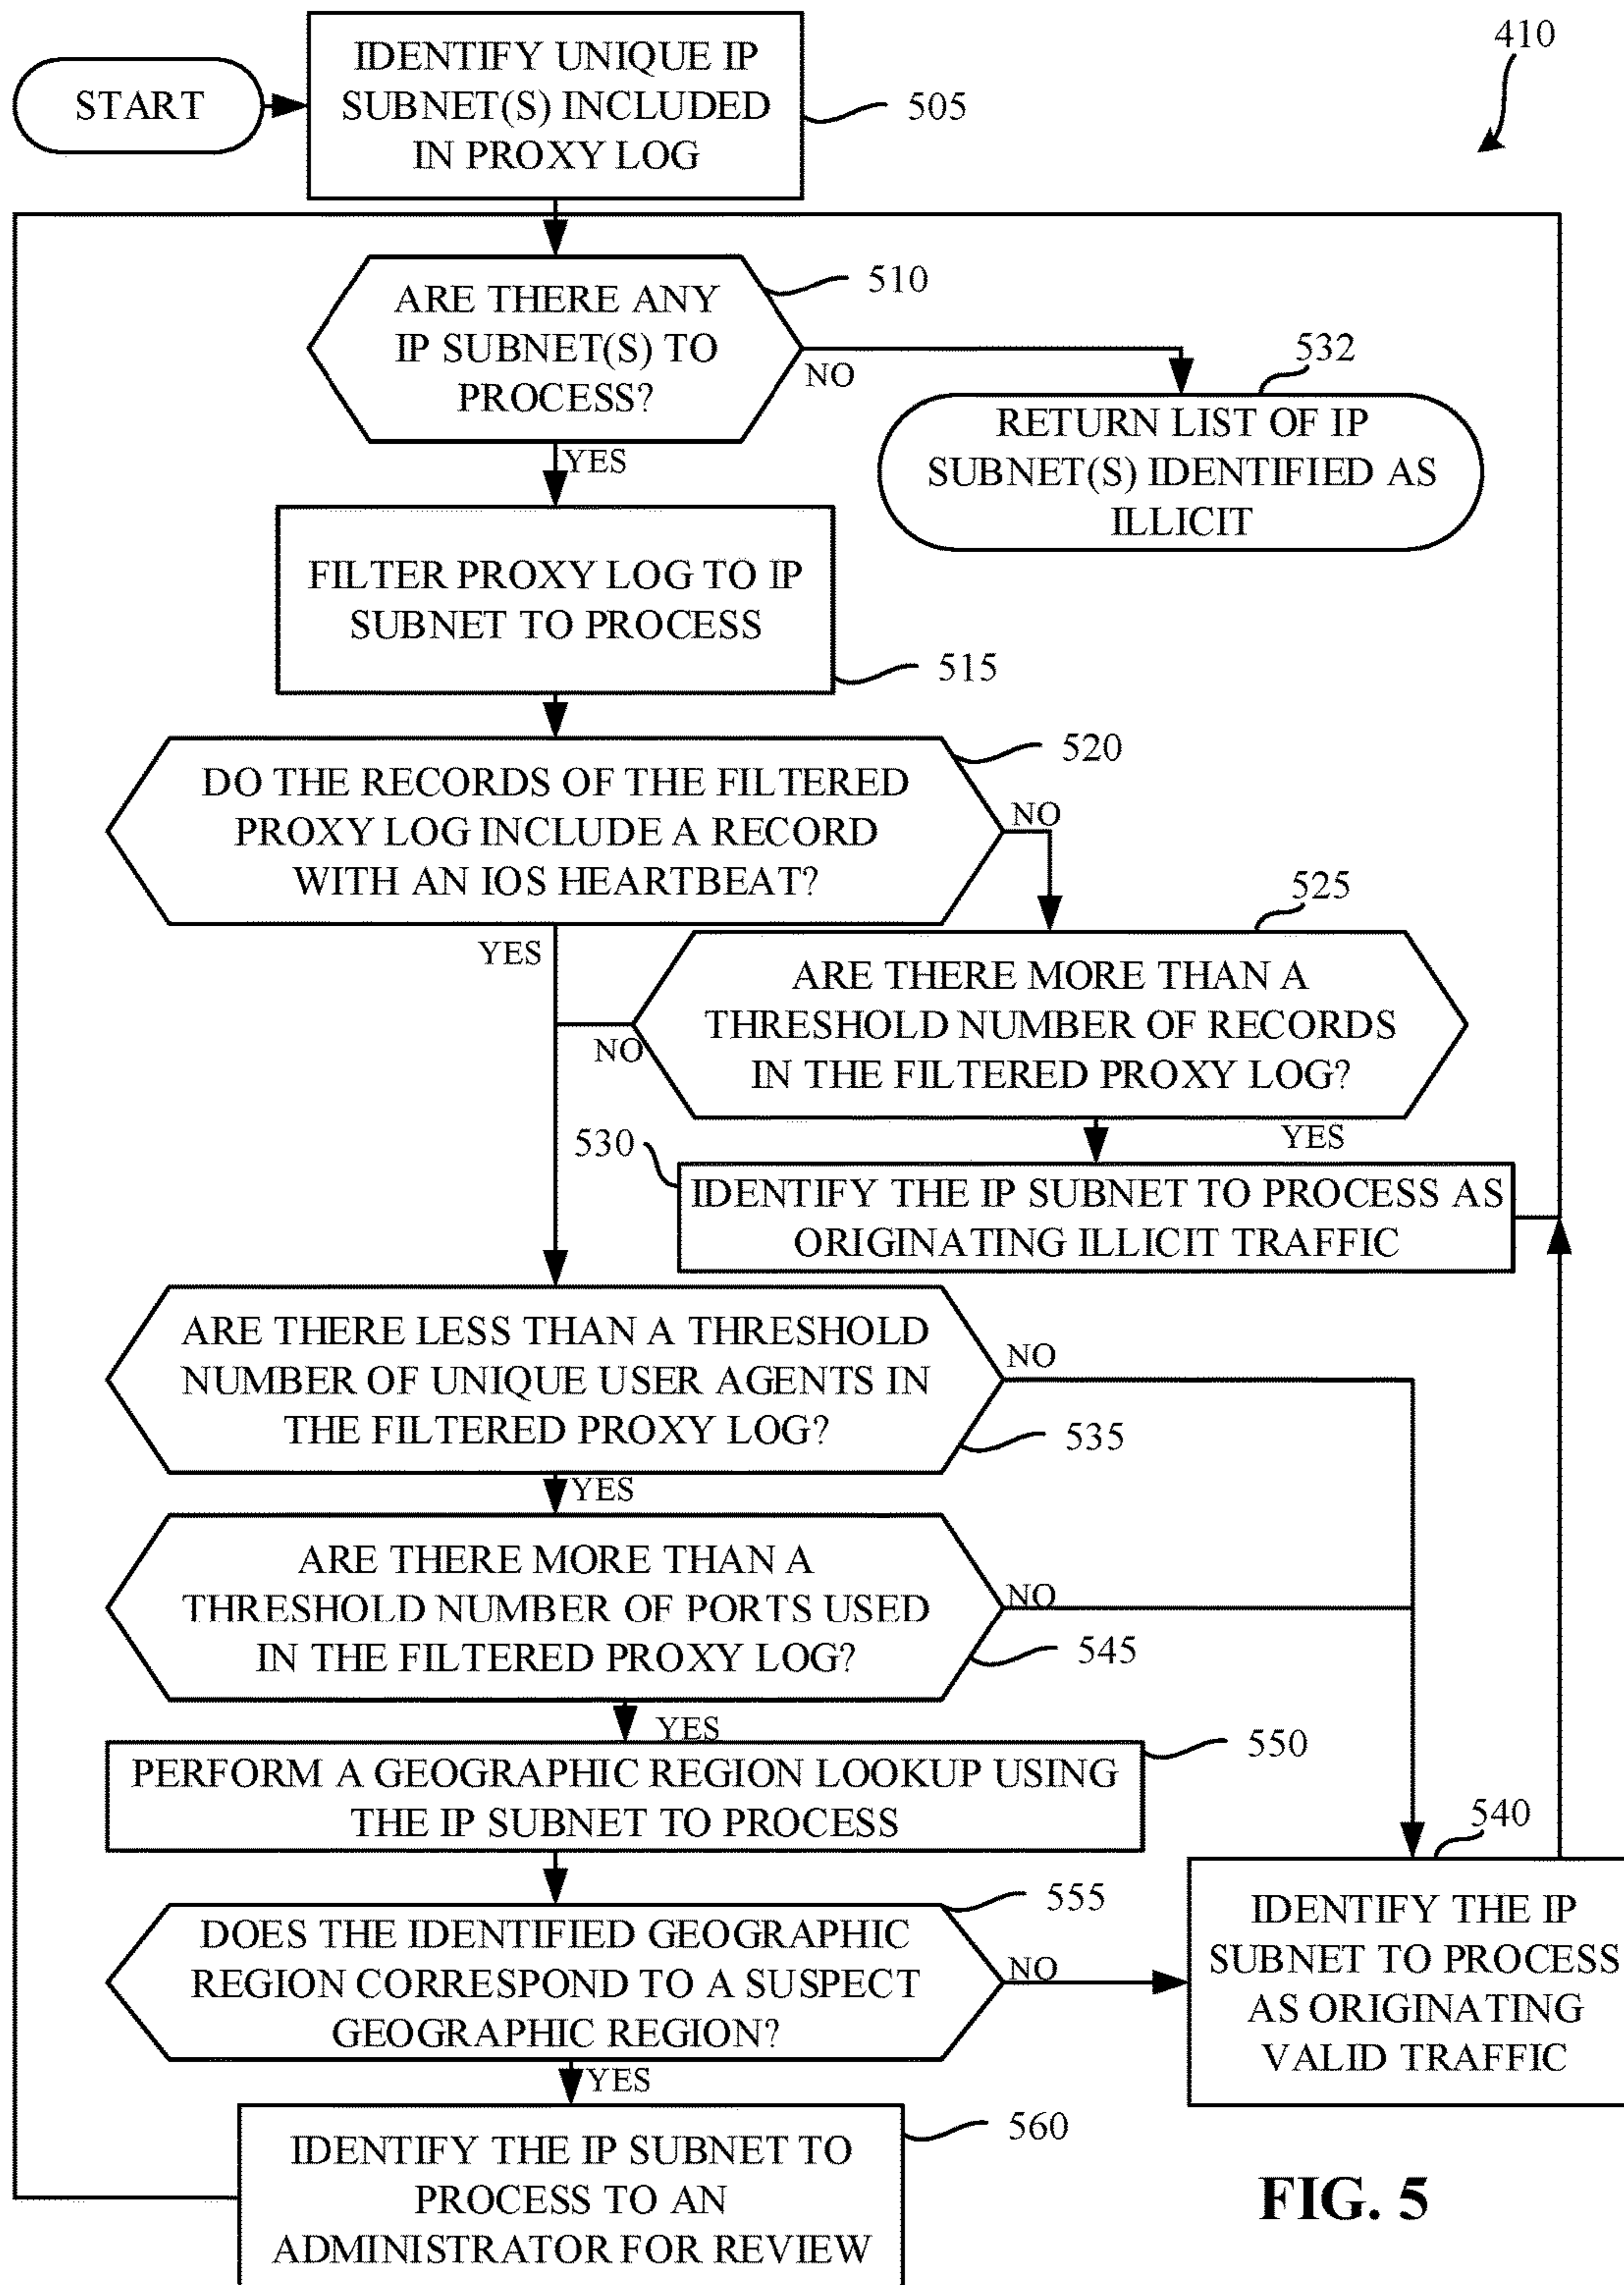 410
START
IDENTIFY UNIQUE IP
SUBNET(S) INCLUDED
IN PROXY LOG
505
ARE THERE ANY
IP SUBNET(S) TO
PROCESS?
510
NO
532
RETURN LIST OF IP
SUBNET(S) IDENTIFIED AS
ILLICIT
YES
FILTER PROXY LOG TO IP
SUBNET TO PROCESS
515
DO THE RECORDS OF THE FILTERED
PROXY LOG INCLUDE A RECORD
WITH AN IOS HEARTBEAT?
520
NO
525
YES
ARE THERE MORE THAN A
THRESHOLD NUMBER OF RECORDS
IN THE FILTERED PROXY LOG?
NO
YES
530
IDENTIFY THE IP SUBNET TO PROCESS AS
ORIGINATING ILLICIT TRAFFIC
ARE THERE LESS THAN A THRESHOLD
NUMBER OF UNIQUE USER AGENTS IN
THE FILTERED PROXY LOG?
NO
535
YES
ARE THERE MORE THAN A
THRESHOLD NUMBER OF PORTS USED
IN THE FILTERED PROXY LOG?
NO
545
YES
PERFORM A GEOGRAPHIC REGION LOOKUP USING
THE IP SUBNET TO PROCESS
550
540
IDENTIFY THE IP
SUBNET TO PROCESS
AS ORIGINATING
VALID TRAFFIC
DOES THE IDENTIFIED GEOGRAPHIC
REGION CORRESPOND TO A SUSPECT
GEOGRAPHIC REGION?
555
NO
YES
IDENTIFY THE IP SUBNET TO
PROCESS TO AN
ADMINISTRATOR FOR REVIEW
560
FIG. 5